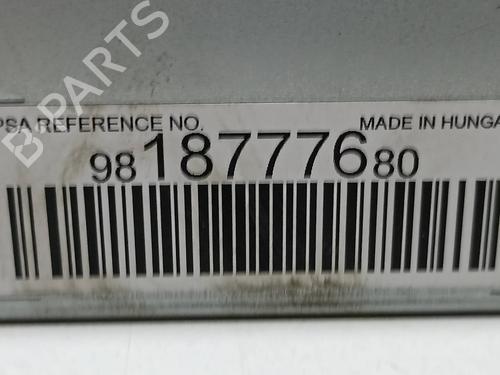 B PARTS
PSA REFERENCE NO.
MADE IN HUNGA
9818777680